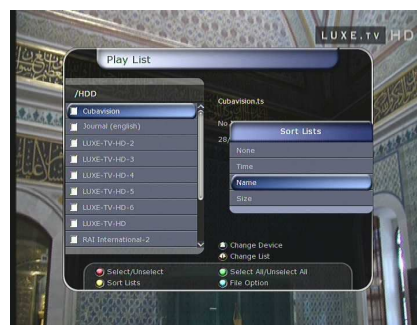 LUXE.TV HD
Play List
/HDD
Cubavision
Journal (english)
LUXE-TV-HD-2
LUXE-TV-HD-3
LUXE-TV-HD-4
LUXE-TV-HD-5
LUXE-TV-HD-6
LUXE-TV-HD
RAI International-2
Cubavision.ts
No
28/
Sort Lists
None
Time
Name
Size
Change Device
Change List
Select/Unselect
Select All/Unselect All
Sort Lists
File Option